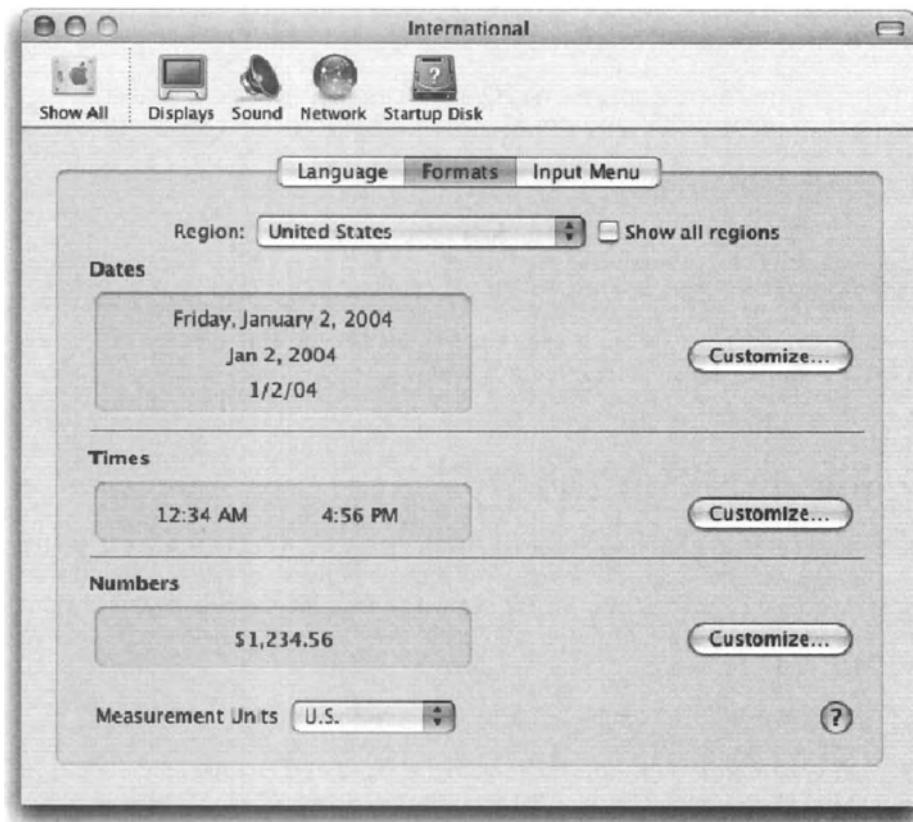 International
Show All Displays Sound Network Startup Disk
Language Formats Input Menu
Region: United States Show all regions
Dates
Friday, January 2, 2004
Jan 2, 2004
1/2/04
Customize...
Times
12:34 AM 4:56 PM
Customize...
Numbers
$1,234.56
Customize...
Measurement Units U.S.
?